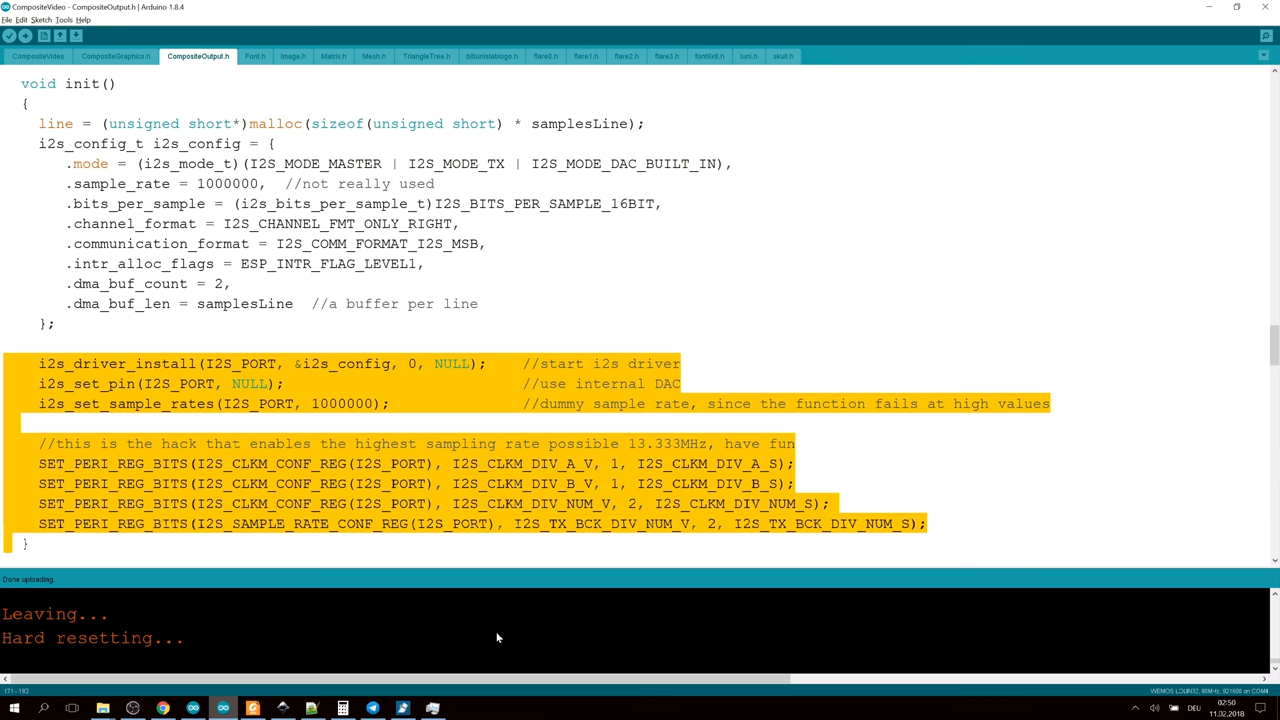 CompositeVideo - CompositeOutput.h | Arduino 1.8.4
File Edit Sketch Tools Help
CompositeVideo CompositeGraphics.h CompositeOutput.h Font.h Image.h Matrix.h Mesh.h TriangleTree.h bitlunislablogo.h flare0.h flare1.h flare2.h flare3.h font6x8.h luni.h skull.h
void init()
{
line = (unsigned short*)malloc(sizeof(unsigned short) * samplesLine);
i2s_config_t i2s_config = {
.mode = (i2s_mode_t)(I2S_MODE_MASTER | I2S_MODE_TX | I2S_MODE_DAC_BUILT_IN),
.sample_rate = 1000000, //not really used
.bits_per_sample = (i2s_bits_per_sample_t)I2S_BITS_PER_SAMPLE_16BIT,
.channel_format = I2S_CHANNEL_FMT_ONLY_RIGHT,
.communication_format = I2S_COMM_FORMAT_I2S_MSB,
.intr_alloc_flags = ESP_INTR_FLAG_LEVEL1,
.dma_buf_count = 2,
.dma_buf_len = samplesLine //a buffer per line
};
i2s_driver_install(I2S_PORT, &i2s_config, 0, NULL); //start i2s driver
i2s_set_pin(I2S_PORT, NULL); //use internal DAC
i2s_set_sample_rates(I2S_PORT, 1000000); //dummy sample rate, since the function fails at high values
//this is the hack that enables the highest sampling rate possible 13.333MHz, have fun
SET_PERI_REG_BITS(I2S_CLKM_CONF_REG(I2S_PORT), I2S_CLKM_DIV_A_V, 1, I2S_CLKM_DIV_A_S);
SET_PERI_REG_BITS(I2S_CLKM_CONF_REG(I2S_PORT), I2S_CLKM_DIV_B_V, 1, I2S_CLKM_DIV_B_S);
SET_PERI_REG_BITS(I2S_CLKM_CONF_REG(I2S_PORT), I2S_CLKM_DIV_NUM_V, 2, I2S_CLKM_DIV_NUM_S);
SET_PERI_REG_BITS(I2S_SAMPLE_RATE_CONF_REG(I2S_PORT), I2S_TX_BCK_DIV_NUM_V, 2, I2S_TX_BCK_DIV_NUM_S);
}
Done uploading.
Leaving...
Hard resetting...
171 - 183
WEMOS LOLIN32, 80MHz, 921600 on COM4
DEU
02:50
11.02.2018